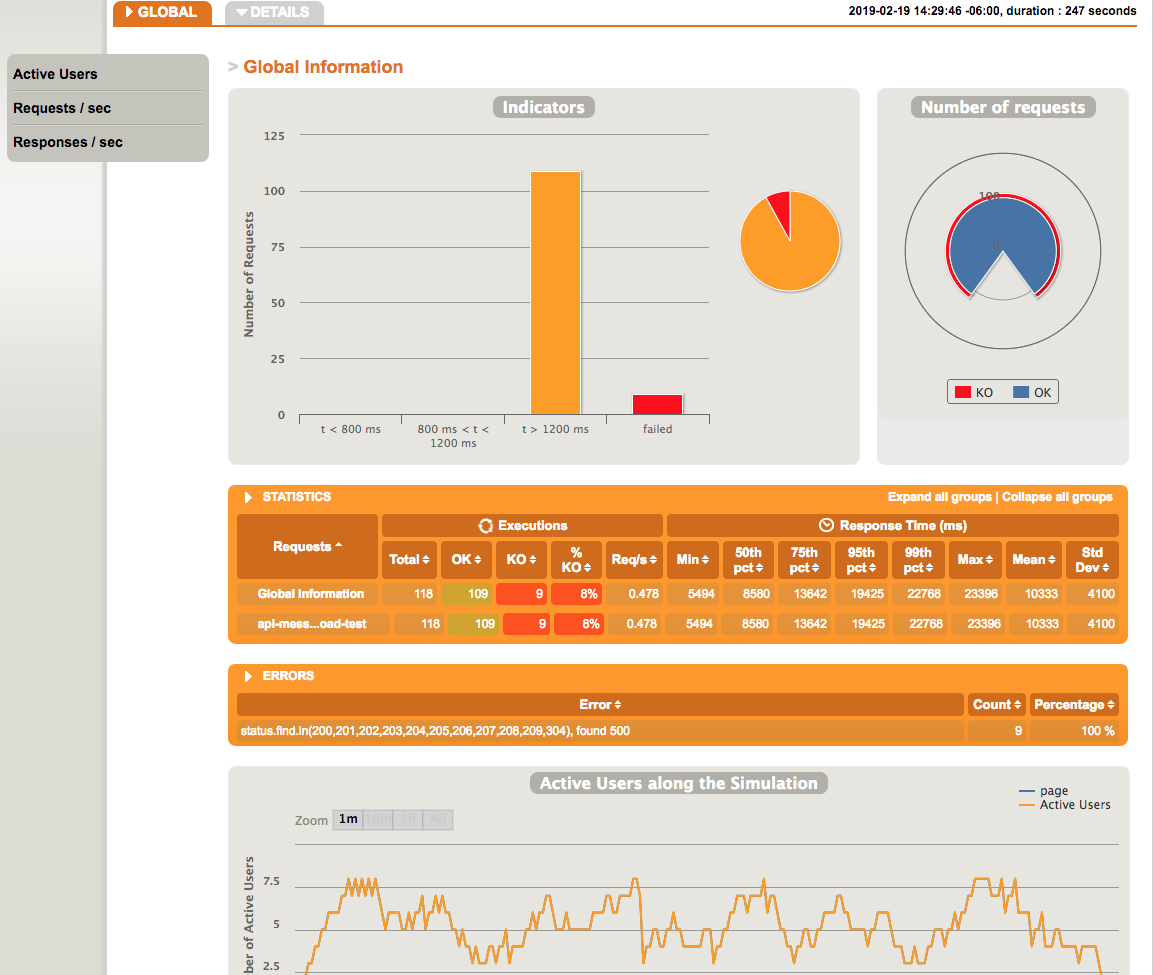 GLOBAL
DETAILS
2019-02-19 14:29:46 -06:00, duration : 247 seconds
Active Users
Requests / sec
Responses / sec
> Global Information
Indicators
Number of Requests
125
100
75
50
25
0
t < 800 ms
800 ms < t <
1200 ms
t > 1200 ms
failed
Number of requests
100
0
KO OK
STATISTICS
Expand all groups | Collapse all groups
Requests
Executions
Response Time (ms)
Total OK KO % KO Req/s Min 50th pct 75th pct 95th pct 99th pct Max Mean Std Dev
Global Information 118 109 9 8% 0.478 5494 8580 13642 19425 22768 23396 10333 4100
api-mess...oad-test 118 109 9 8% 0.478 5494 8580 13642 19425 22768 23396 10333 4100
ERRORS
Error Count Percentage
status.find.in(200,201,202,203,204,205,206,207,208,209,304), found 500 9 100 %
Active Users along the Simulation
page
Active Users
Zoom 1m 10m 1h All
ber of Active Users
7.5
5
2.5